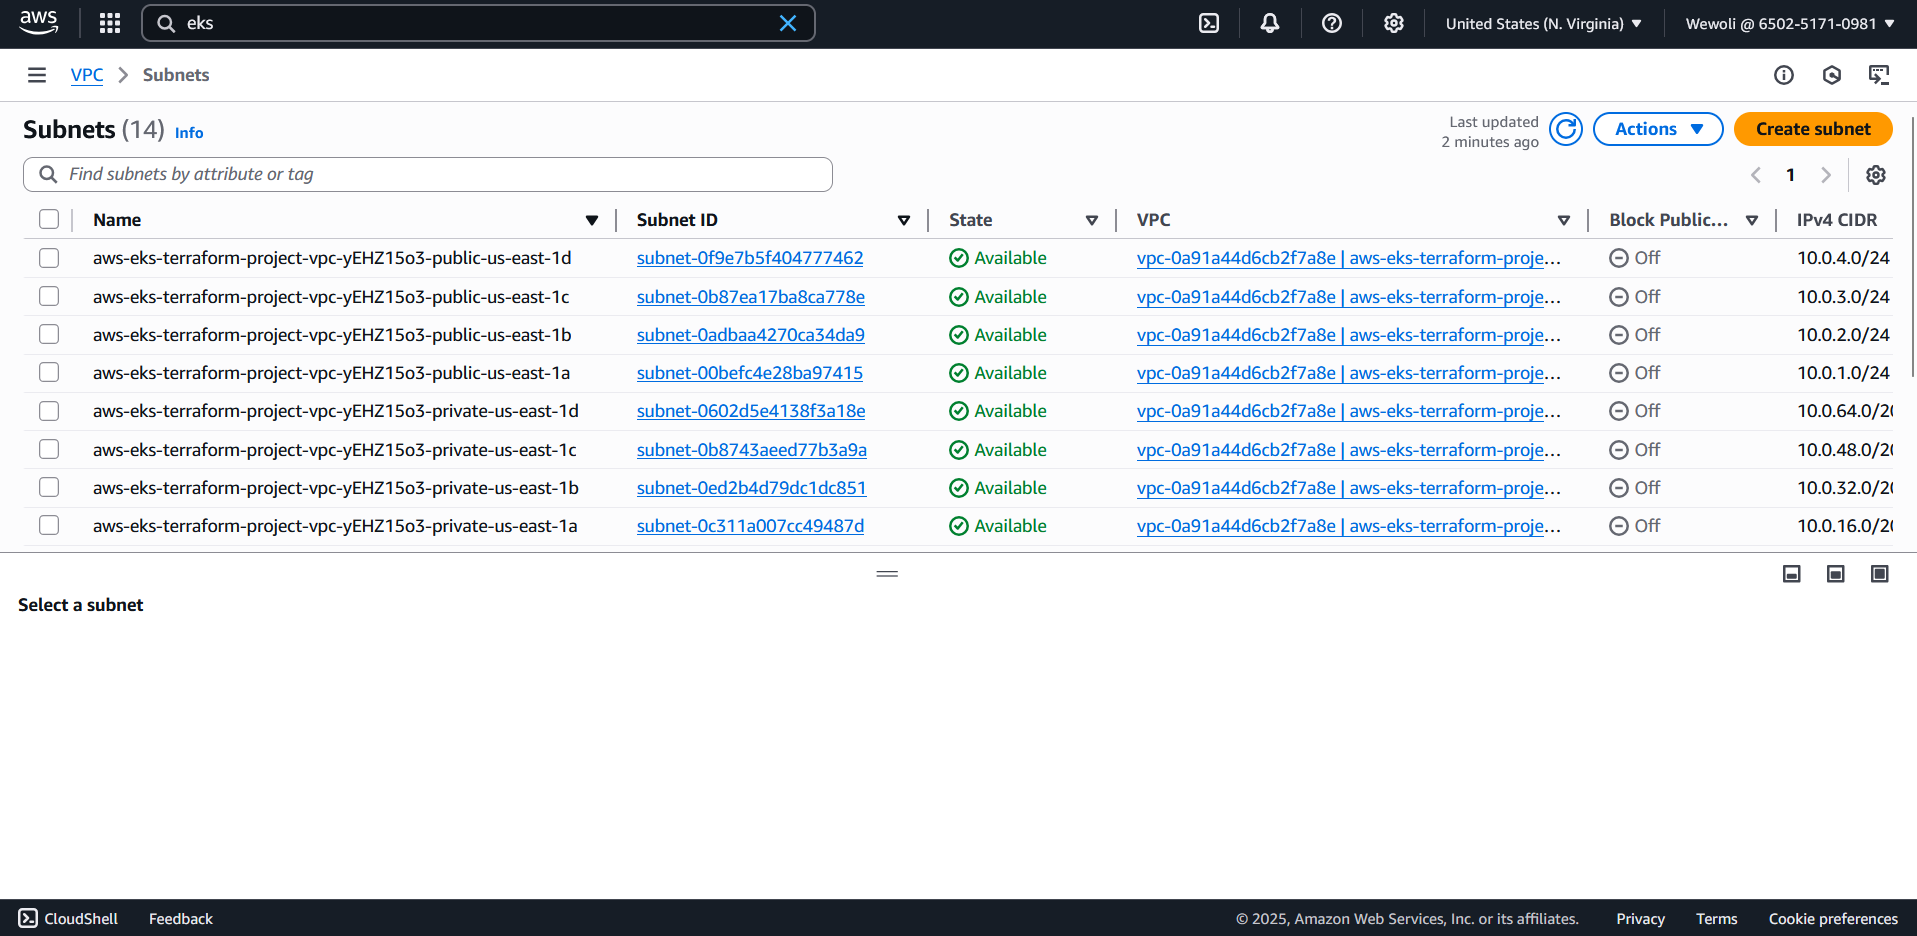 aws
eks
United States (N. Virginia)
Wewoli @ 6502-5171-0981
VPC
Subnets
Subnets (14) Info
Last updated
2 minutes ago
Actions
Create subnet
Find subnets by attribute or tag
1
Name Subnet ID State VPC Block Public... IPv4 CIDR
aws-eks-terraform-project-vpc-yEHZ15o3-public-us-east-1d subnet-0f9e7b5f404777462 Available vpc-0a91a44d6cb2f7a8e | aws-eks-terraform-proje... Off 10.0.4.0/24
aws-eks-terraform-project-vpc-yEHZ15o3-public-us-east-1c subnet-0b87ea17ba8ca778e Available vpc-0a91a44d6cb2f7a8e | aws-eks-terraform-proje... Off 10.0.3.0/24
aws-eks-terraform-project-vpc-yEHZ15o3-public-us-east-1b subnet-0adbaa4270ca34da9 Available vpc-0a91a44d6cb2f7a8e | aws-eks-terraform-proje... Off 10.0.2.0/24
aws-eks-terraform-project-vpc-yEHZ15o3-public-us-east-1a subnet-00befc4e28ba97415 Available vpc-0a91a44d6cb2f7a8e | aws-eks-terraform-proje... Off 10.0.1.0/24
aws-eks-terraform-project-vpc-yEHZ15o3-private-us-east-1d subnet-0602d5e4138f3a18e Available vpc-0a91a44d6cb2f7a8e | aws-eks-terraform-proje... Off 10.0.64.0/20
aws-eks-terraform-project-vpc-yEHZ15o3-private-us-east-1c subnet-0b8743aeed77b3a9a Available vpc-0a91a44d6cb2f7a8e | aws-eks-terraform-proje... Off 10.0.48.0/20
aws-eks-terraform-project-vpc-yEHZ15o3-private-us-east-1b subnet-0ed2b4d79dc1dc851 Available vpc-0a91a44d6cb2f7a8e | aws-eks-terraform-proje... Off 10.0.32.0/20
aws-eks-terraform-project-vpc-yEHZ15o3-private-us-east-1a subnet-0c311a007cc49487d Available vpc-0a91a44d6cb2f7a8e | aws-eks-terraform-proje... Off 10.0.16.0/20
Select a subnet
CloudShell Feedback © 2025, Amazon Web Services, Inc. or its affiliates. Privacy Terms Cookie preferences